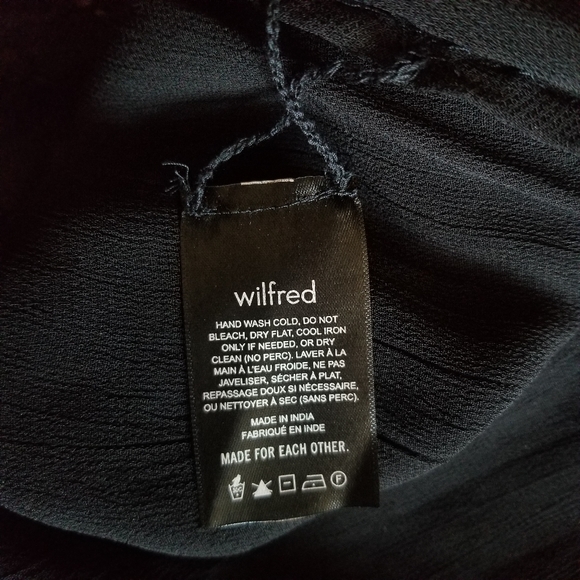 wilfred
HAND WASH COLD, DO NOT
BLEACH, DRY FLAT, COOL IRON
ONLY IF NEEDED, OR DRY
CLEAN (NO PERC). LAVER À LA
MAIN À L'EAU FROIDE, NE PAS
JAVELISER, SÉCHER À PLAT,
REPASSAGE DOUX SI NÉCESSAIRE,
OU NETTOYER À SEC (SANS PERC).
MADE IN INDIA
FABRIQUÉ EN INDE
MADE FOR EACH OTHER.
F